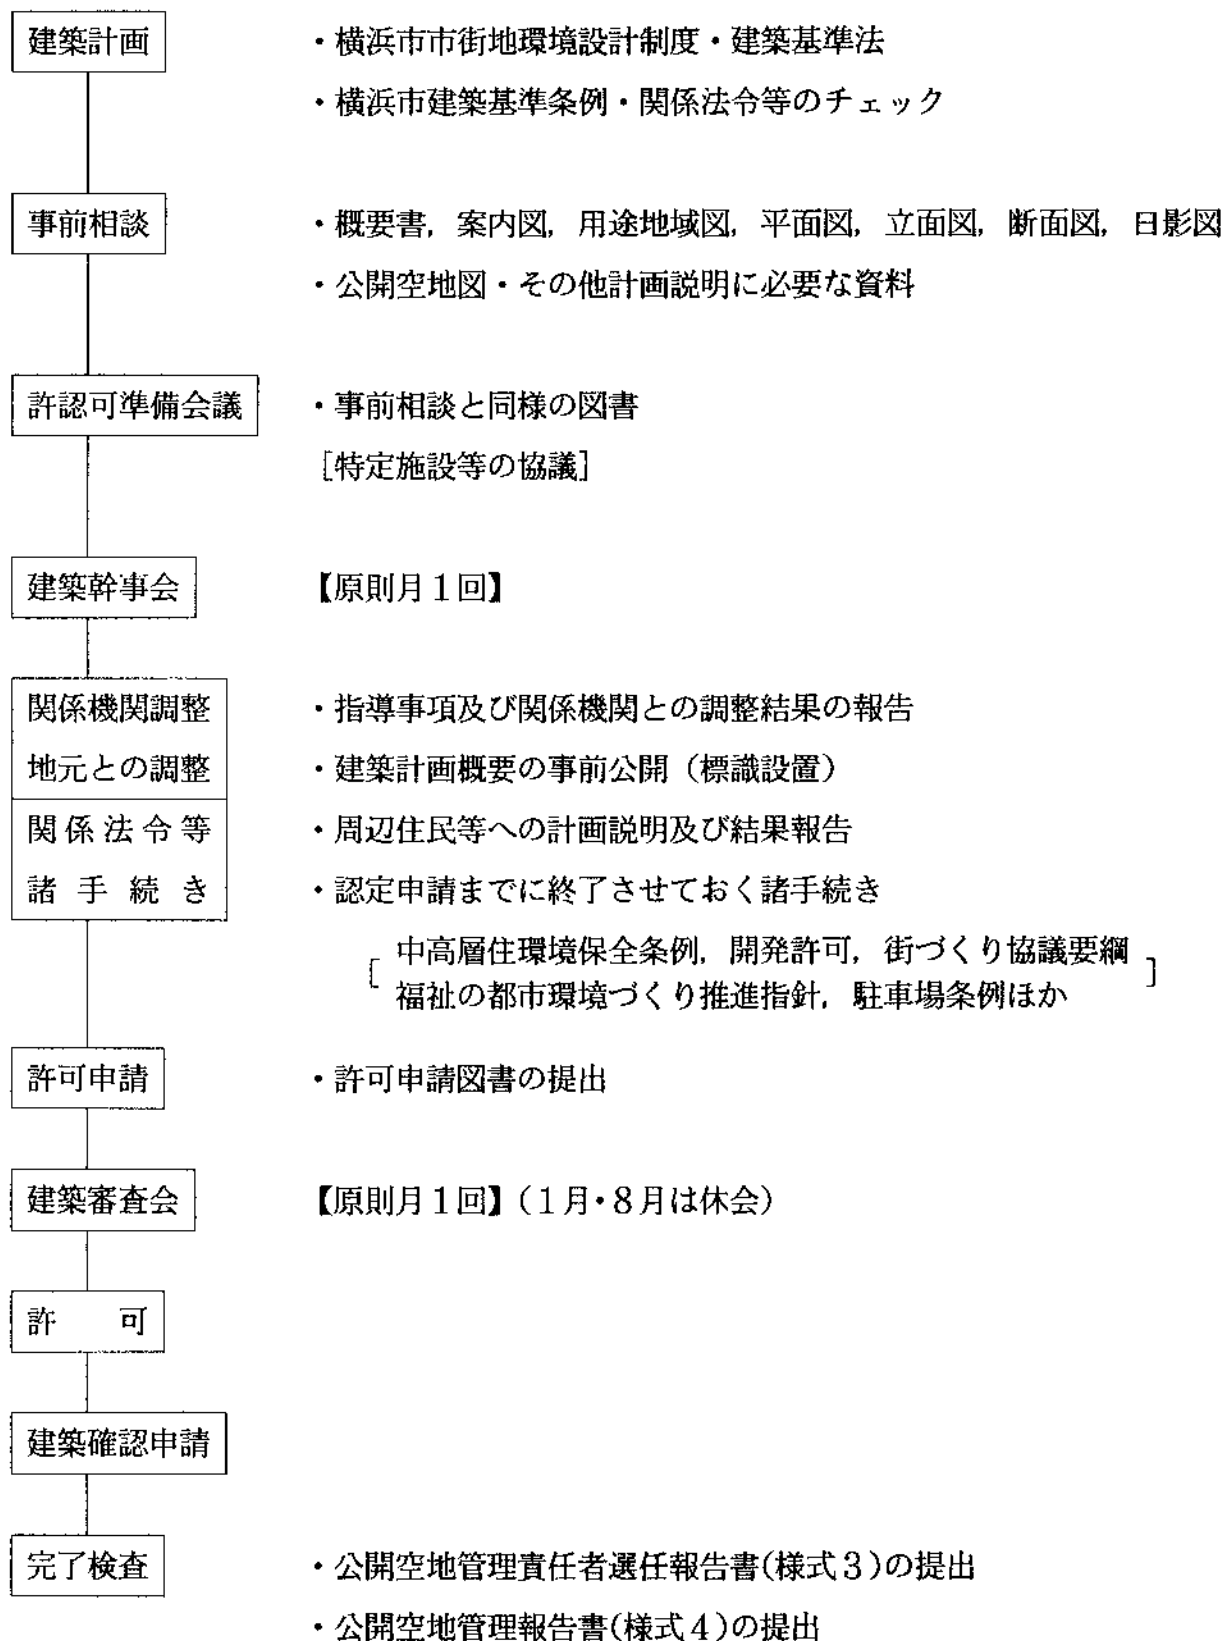 建築計画 ・横浜市市街地環境設計制度・建築基準法
・横浜市建築基準条例・関係法令等のチェック
事前相談 ・概要書，案内図，用途地域図，平面図，立面図，断面図，日影図
・公開空地図・その他計画説明に必要な資料
許認可準備会議 ・事前相談と同様の図書
［特定施設等の協議］
建築幹事会 【原則月１回】
関係機関調整 ・指導事項及び関係機関との調整結果の報告
地元との調整 ・建築計画概要の事前公開（標識設置）
関係法令等 ・周辺住民等への計画説明及び結果報告
諸手続き ・認定申請までに終了させておく諸手続き
［中高層住環境保全条例，開発許可，街づくり協議要綱
福祉の都市環境づくり推進指針，駐車場条例ほか］
許可申請 ・許可申請図書の提出
建築審査会 【原則月１回】（１月・８月は休会）
許　可
建築確認申請
完了検査 ・公開空地管理責任者選任報告書(様式３)の提出
・公開空地管理報告書(様式４)の提出